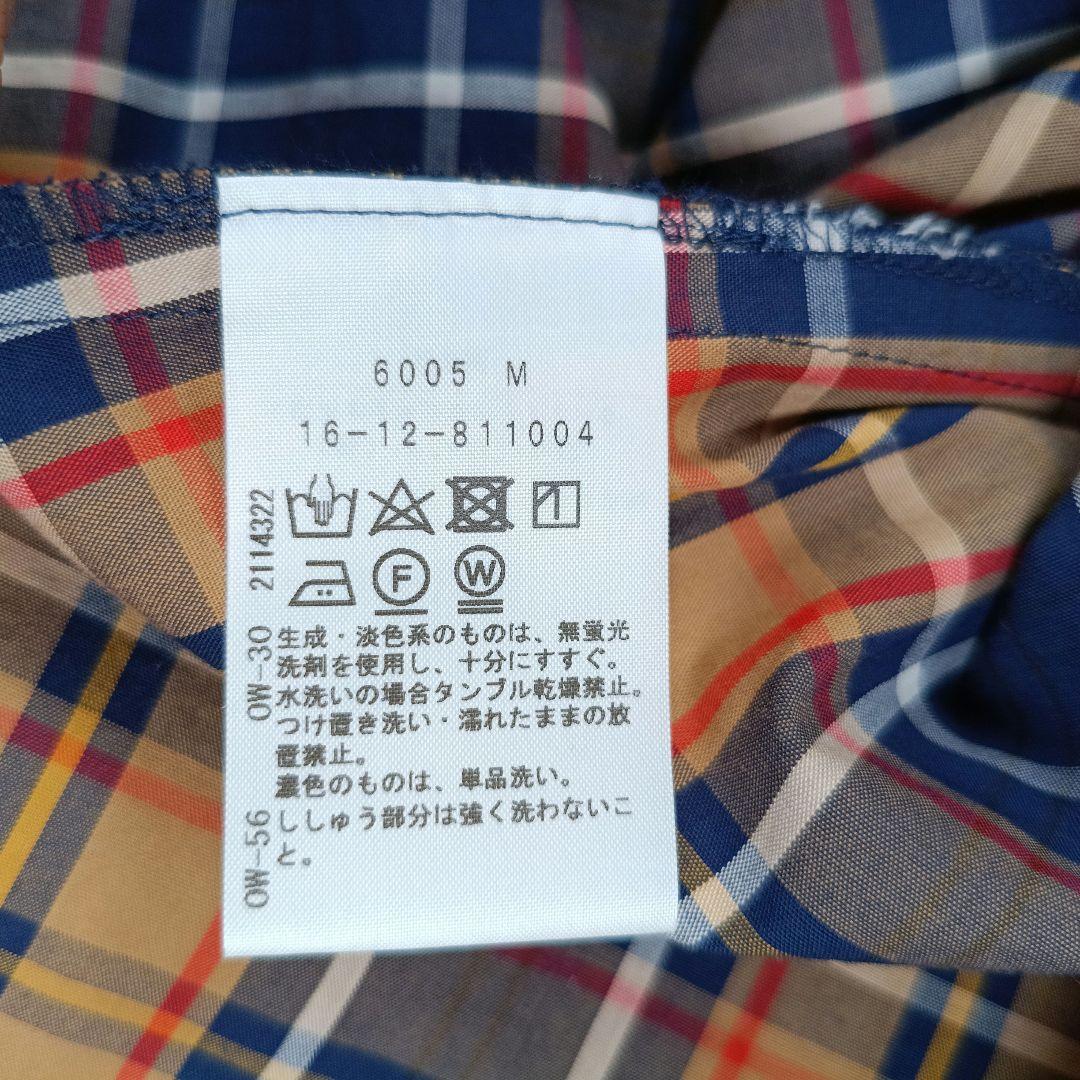 6005 M
16-12-811004
F W
2114322
OW-30
生成・淡色系のものは、無蛍光
洗剤を使用し、十分にすすぐ。
水洗いの場合タンブル乾燥禁止。
つけ置き洗い・濡れたままの放
置禁止。
濃色のものは、単品洗い。
OW-56
ししゅう部分は強く洗わないこ
と。